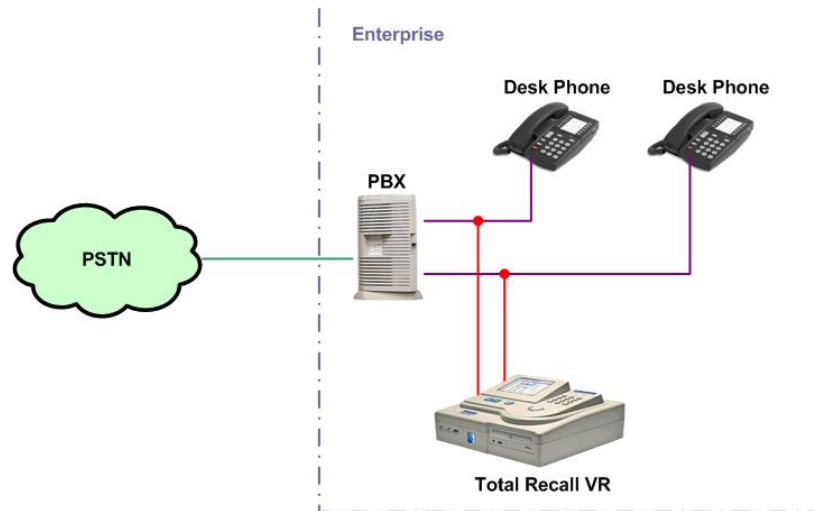 Enterprise
Desk Phone
Desk Phone
PBX
PSTN
Total Recall VR